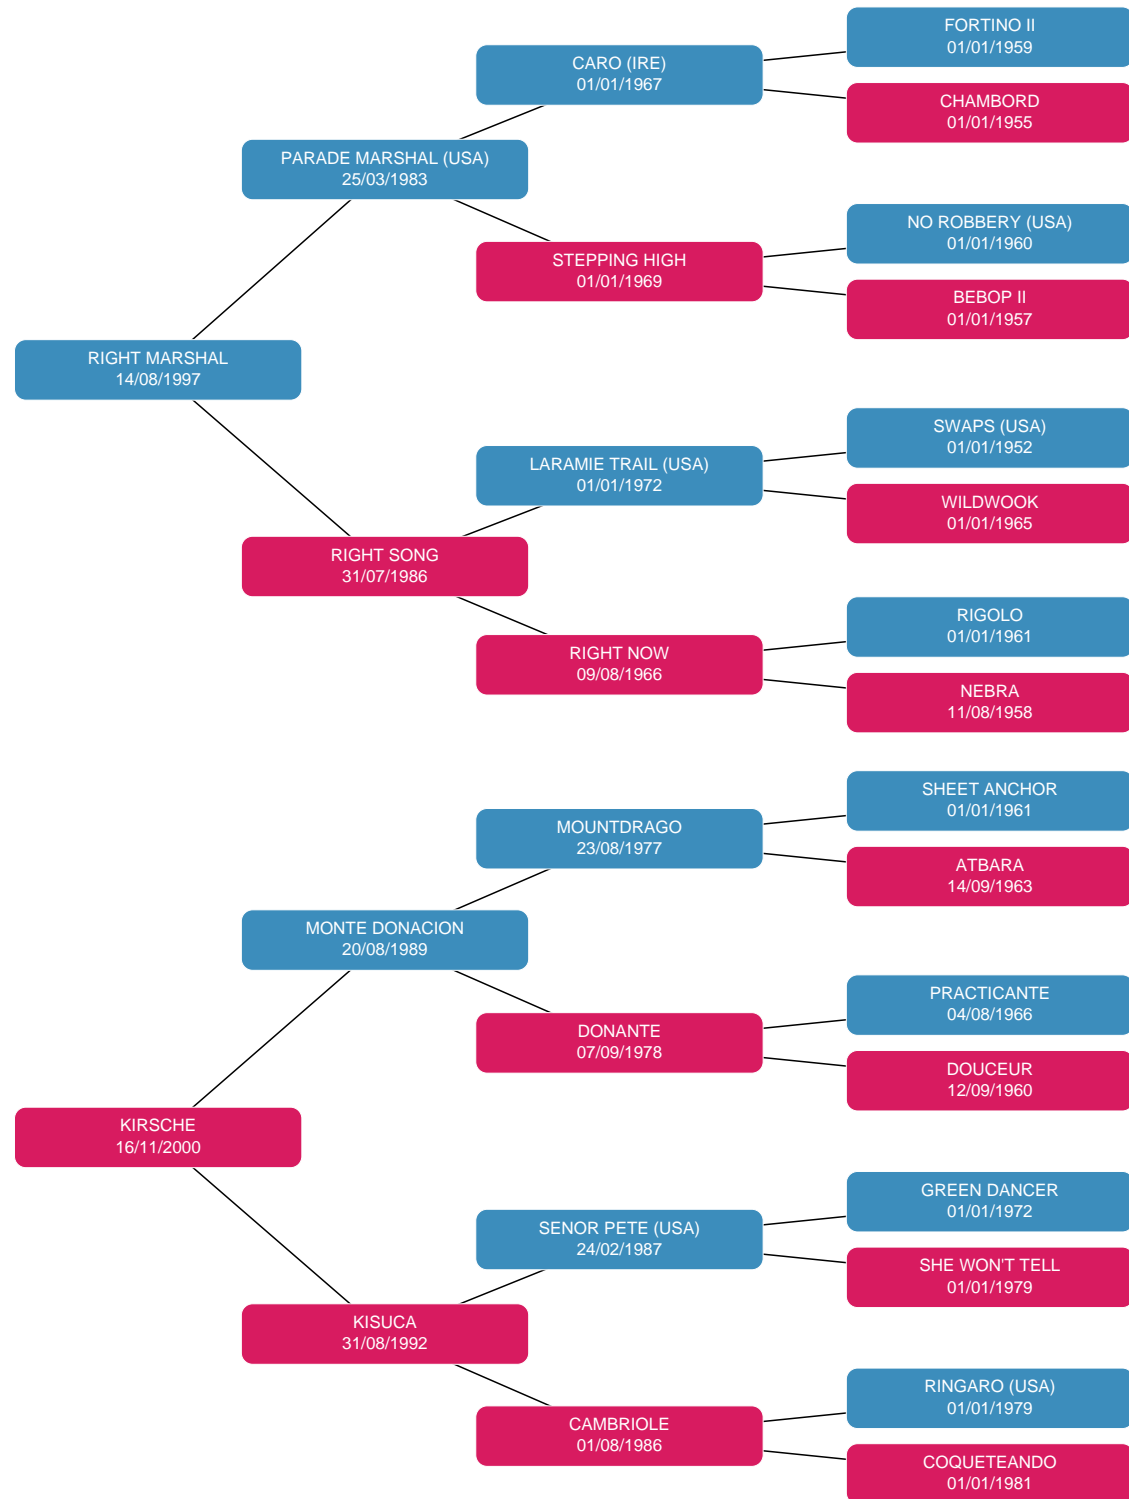 FORTINO II
01/01/1959
CARO (IRE)
01/01/1967
CHAMBORD
01/01/1955
PARADE MARSHAL (USA)
25/03/1983
NO ROBBERY (USA)
01/01/1960
STEPPING HIGH
01/01/1969
BEBOP II
01/01/1957
RIGHT MARSHAL
14/08/1997
SWAPS (USA)
01/01/1952
LARAMIE TRAIL (USA)
01/01/1972
WILDWOOK
01/01/1965
RIGHT SONG
31/07/1986
RIGOLO
01/01/1961
RIGHT NOW
09/08/1966
NEBRA
11/08/1958
SHEET ANCHOR
01/01/1961
MOUNTDRAGO
23/08/1977
ATBARA
14/09/1963
MONTE DONACION
20/08/1989
PRACTICANTE
04/08/1966
DONANTE
07/09/1978
DOUCEUR
12/09/1960
KIRSCHE
16/11/2000
GREEN DANCER
01/01/1972
SENOR PETE (USA)
24/02/1987
SHE WON'T TELL
01/01/1979
KISUCA
31/08/1992
RINGARO (USA)
01/01/1979
CAMBRIOLE
01/08/1986
COQUETEANDO
01/01/1981